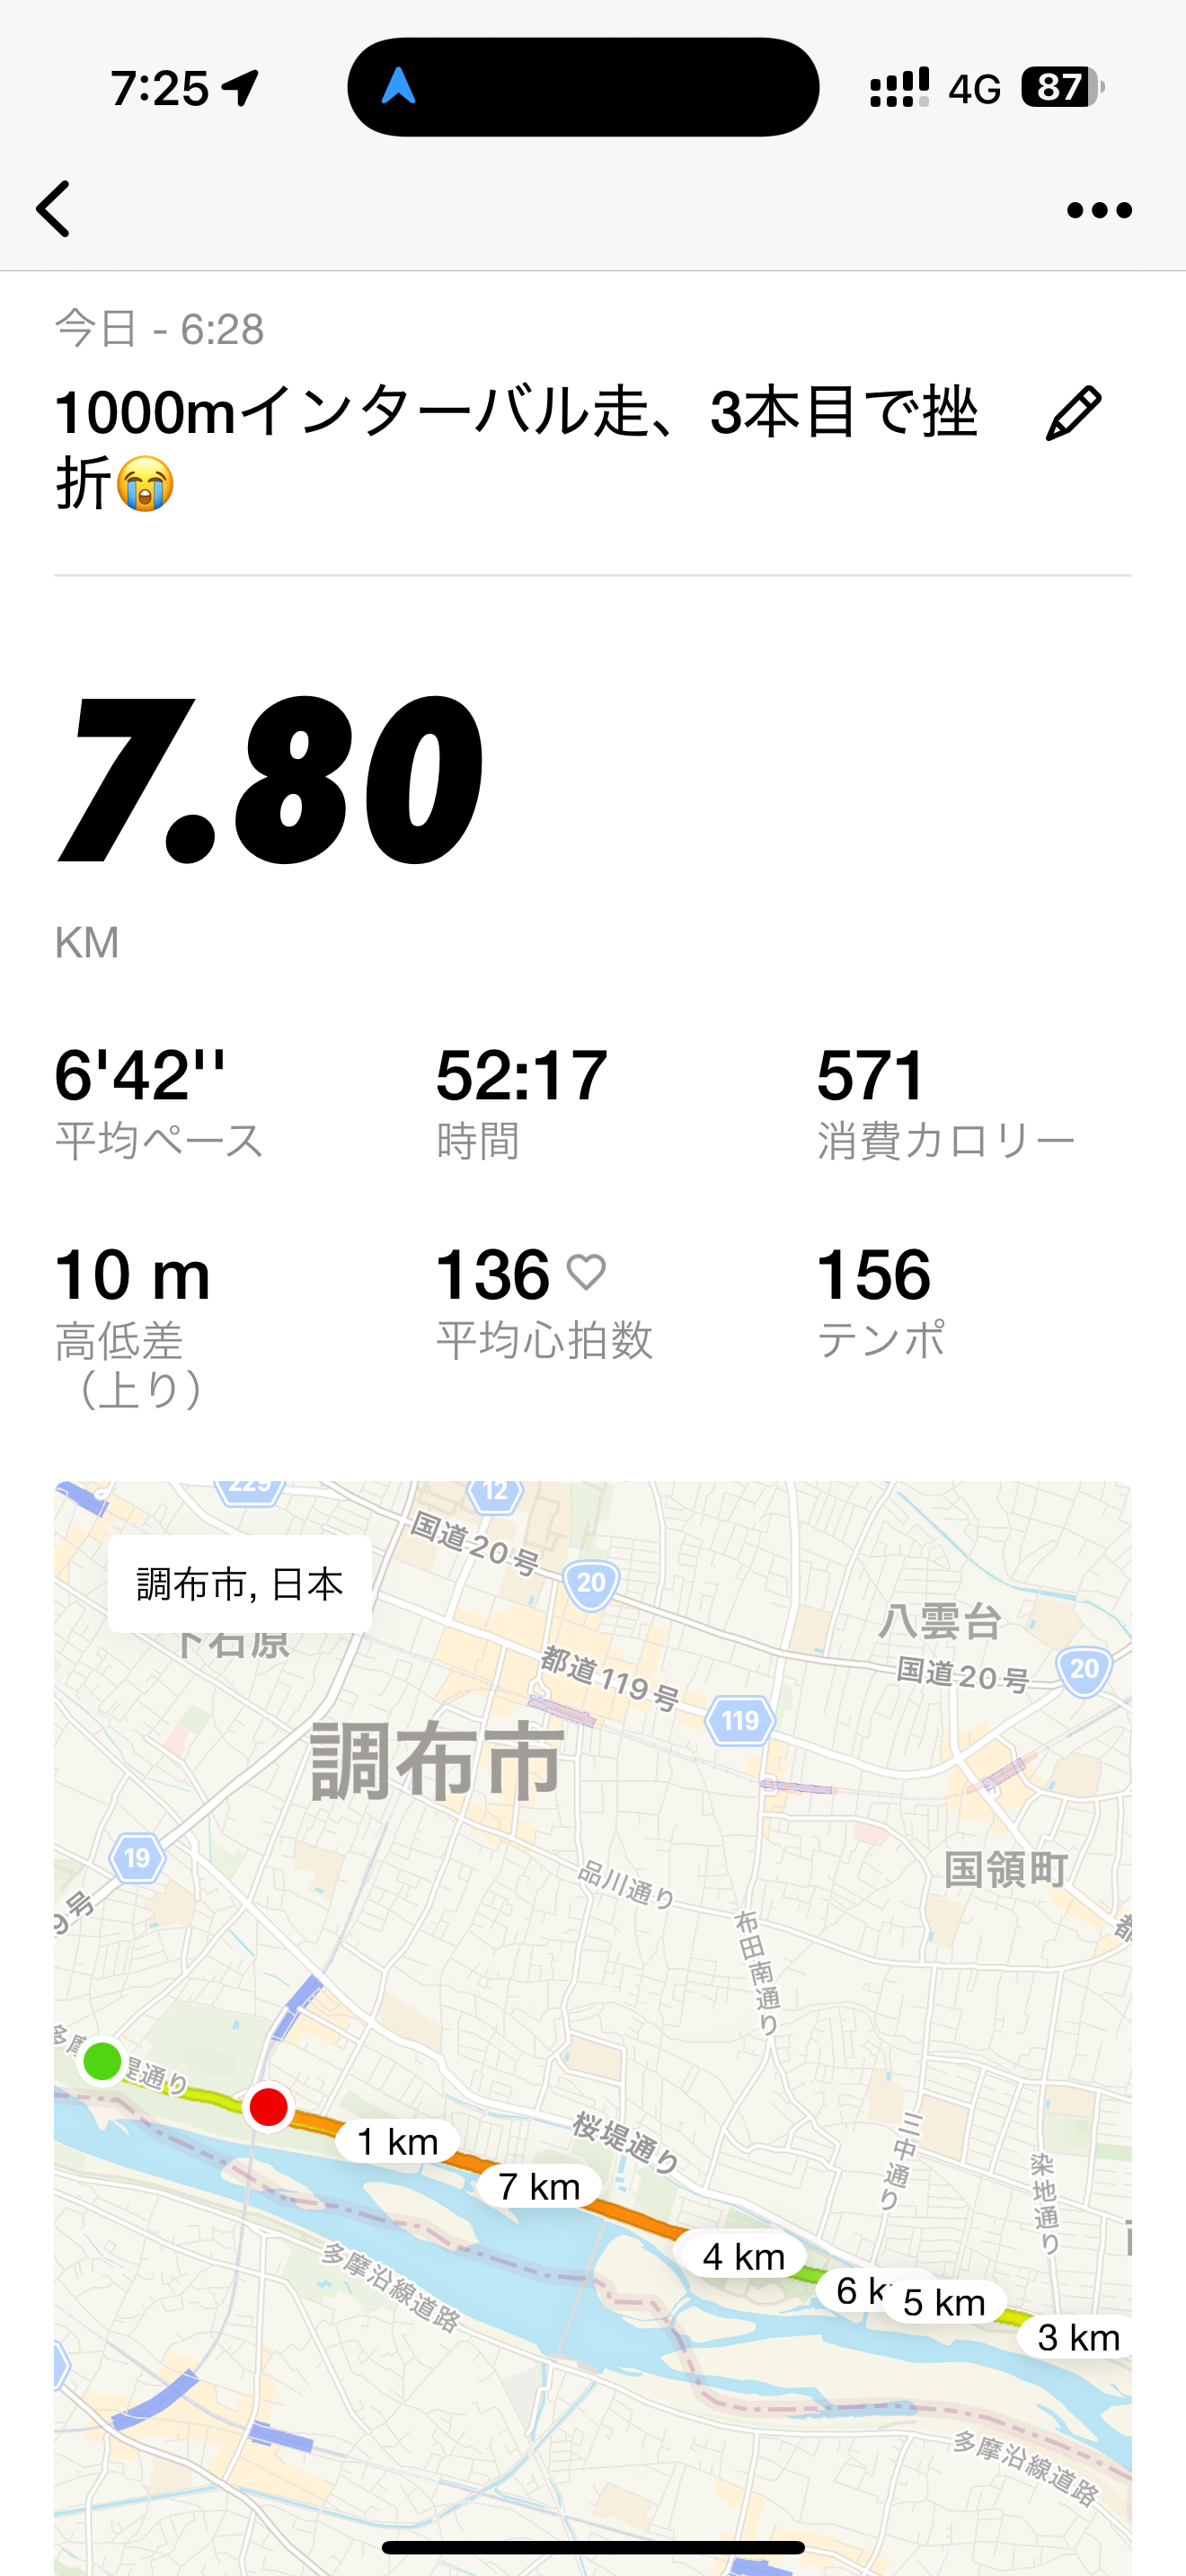 7:25
4G
87
今日 - 6:28
1000mインターバル走、3本目で挫
折😭
7.80
KM
6'42''
52:17
571
平均ペース
時間
消費カロリー
10 m
136
156
高低差
（上り）
平均心拍数
テンポ
229
12
国道20号
調布市, 日本
20
下石原
八雲台
国道20号
20
都道119号
119
調布市
19
品川通り
国領町
9号
布田南通り
多摩堤通り
1 km
桜堤通り
7 km
三中通り
染地通り
4 km
6 k
5 km
3 km
多摩沿線道路
多摩沿線道路